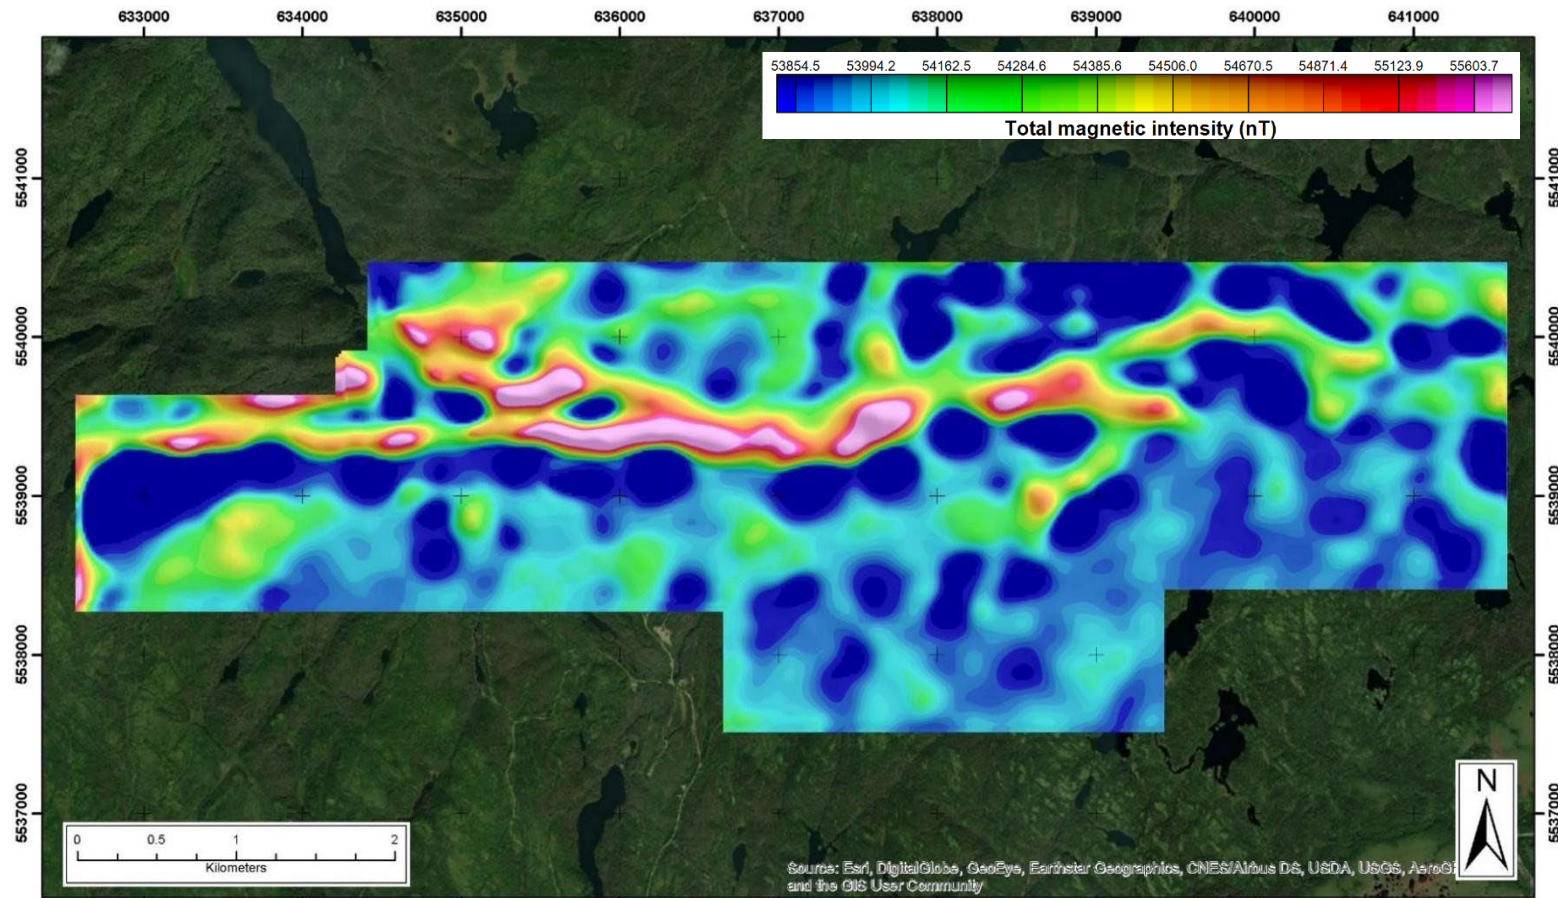 633000 634000 635000 636000 637000 638000 639000 640000 641000
53854.5 53994.2 54162.5 54284.6 54385.6 54506.0 54670.5 54871.4 55123.9 55603.7
Total magnetic intensity (nT)
5541000 5541000
5540000 5540000
5539000 5539000
5538000 5538000
5537000 5537000
N
0 0.5 1 2
Kilometers
Source: Esri, DigitalGlobe, GeoEye, Earthstar Geographics, CNES/Airbus DS, USDA, USGS, AeroG
and the GIS User Community